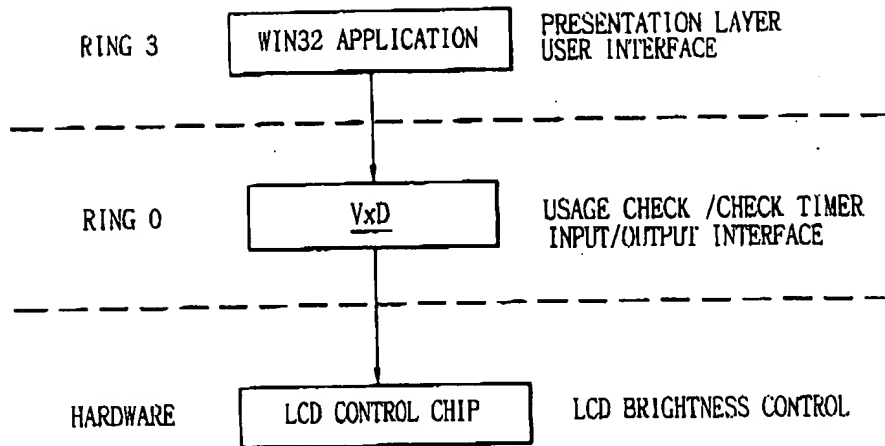 RING 3
WIN32 APPLICATION
PRESENTATION LAYER
USER INTERFACE
RING 0
VxD
USAGE CHECK /CHECK TIMER
INPUT/OUTPUT INTERFACE
HARDWARE
LCD CONTROL CHIP
LCD BRIGHTNESS CONTROL